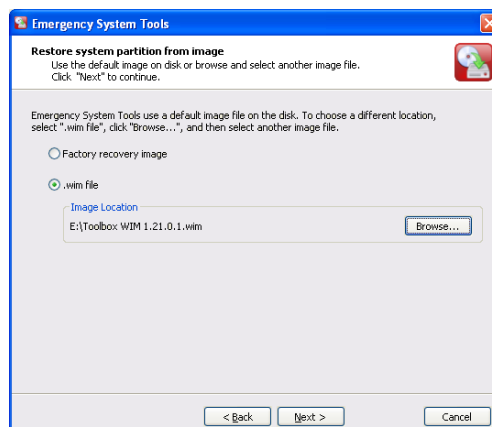 Emergency System Tools
Restore system partition from image
Use the default image on disk or browse and select another image file.
Click "Next" to continue.
Emergency System Tools use a default image file on the disk. To choose a different location,
select ".wim file", click "Browse...", and then select another image file.
Factory recovery image
.wim file
Image Location
E:\Toolbox WIM 1.21.0.1.wim
Browse...
< Back
Next >
Cancel